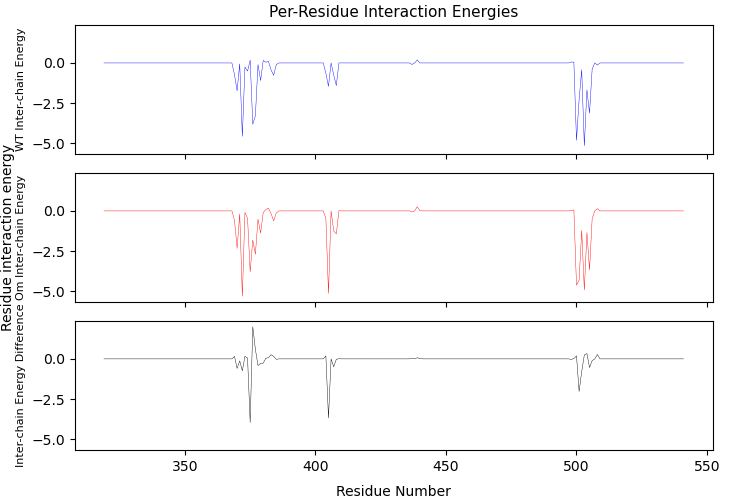 Per-Residue Interaction Energies
WT Inter-chain Energy
0.0
−2.5
−5.0
Residue interaction energy
Om Inter-chain Energy
0.0
−2.5
−5.0
Inter-chain Energy Difference
0.0
−2.5
−5.0
350
400
450
500
550
Residue Number